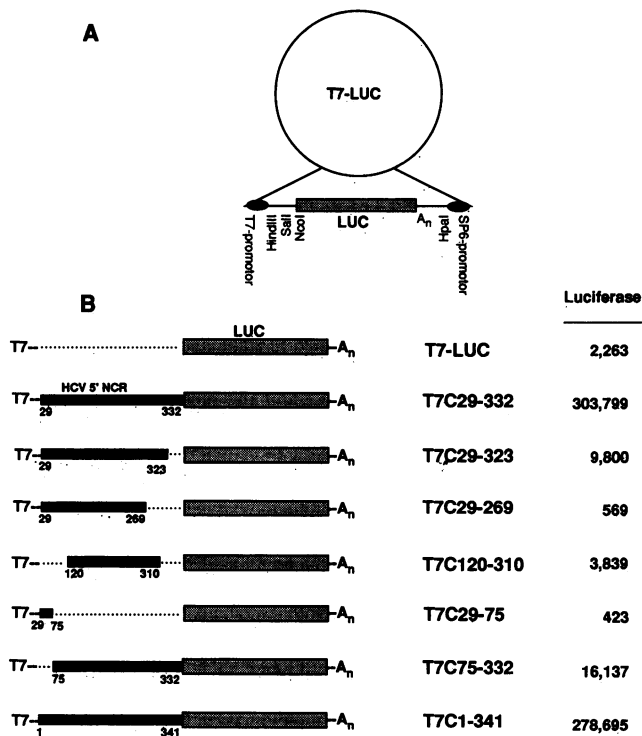 A
T7-LUC
T7-promotor
HindIII
SalI
NcoI
LUC
An
HpaI
SP6-promotor
B
Luciferase
LUC
T7 An T7-LUC 2,263
HCV 5' NCR
T7 An T7C29-332 303,799
29 332
T7 An T7C29-323 9,800
29 323
T7 An T7C29-269 569
29 269
T7 An T7C120-310 3,839
120 310
T7 An T7C29-75 423
29 75
T7 An T7C75-332 16,137
75 332
T7 An T7C1-341 278,695
1 341